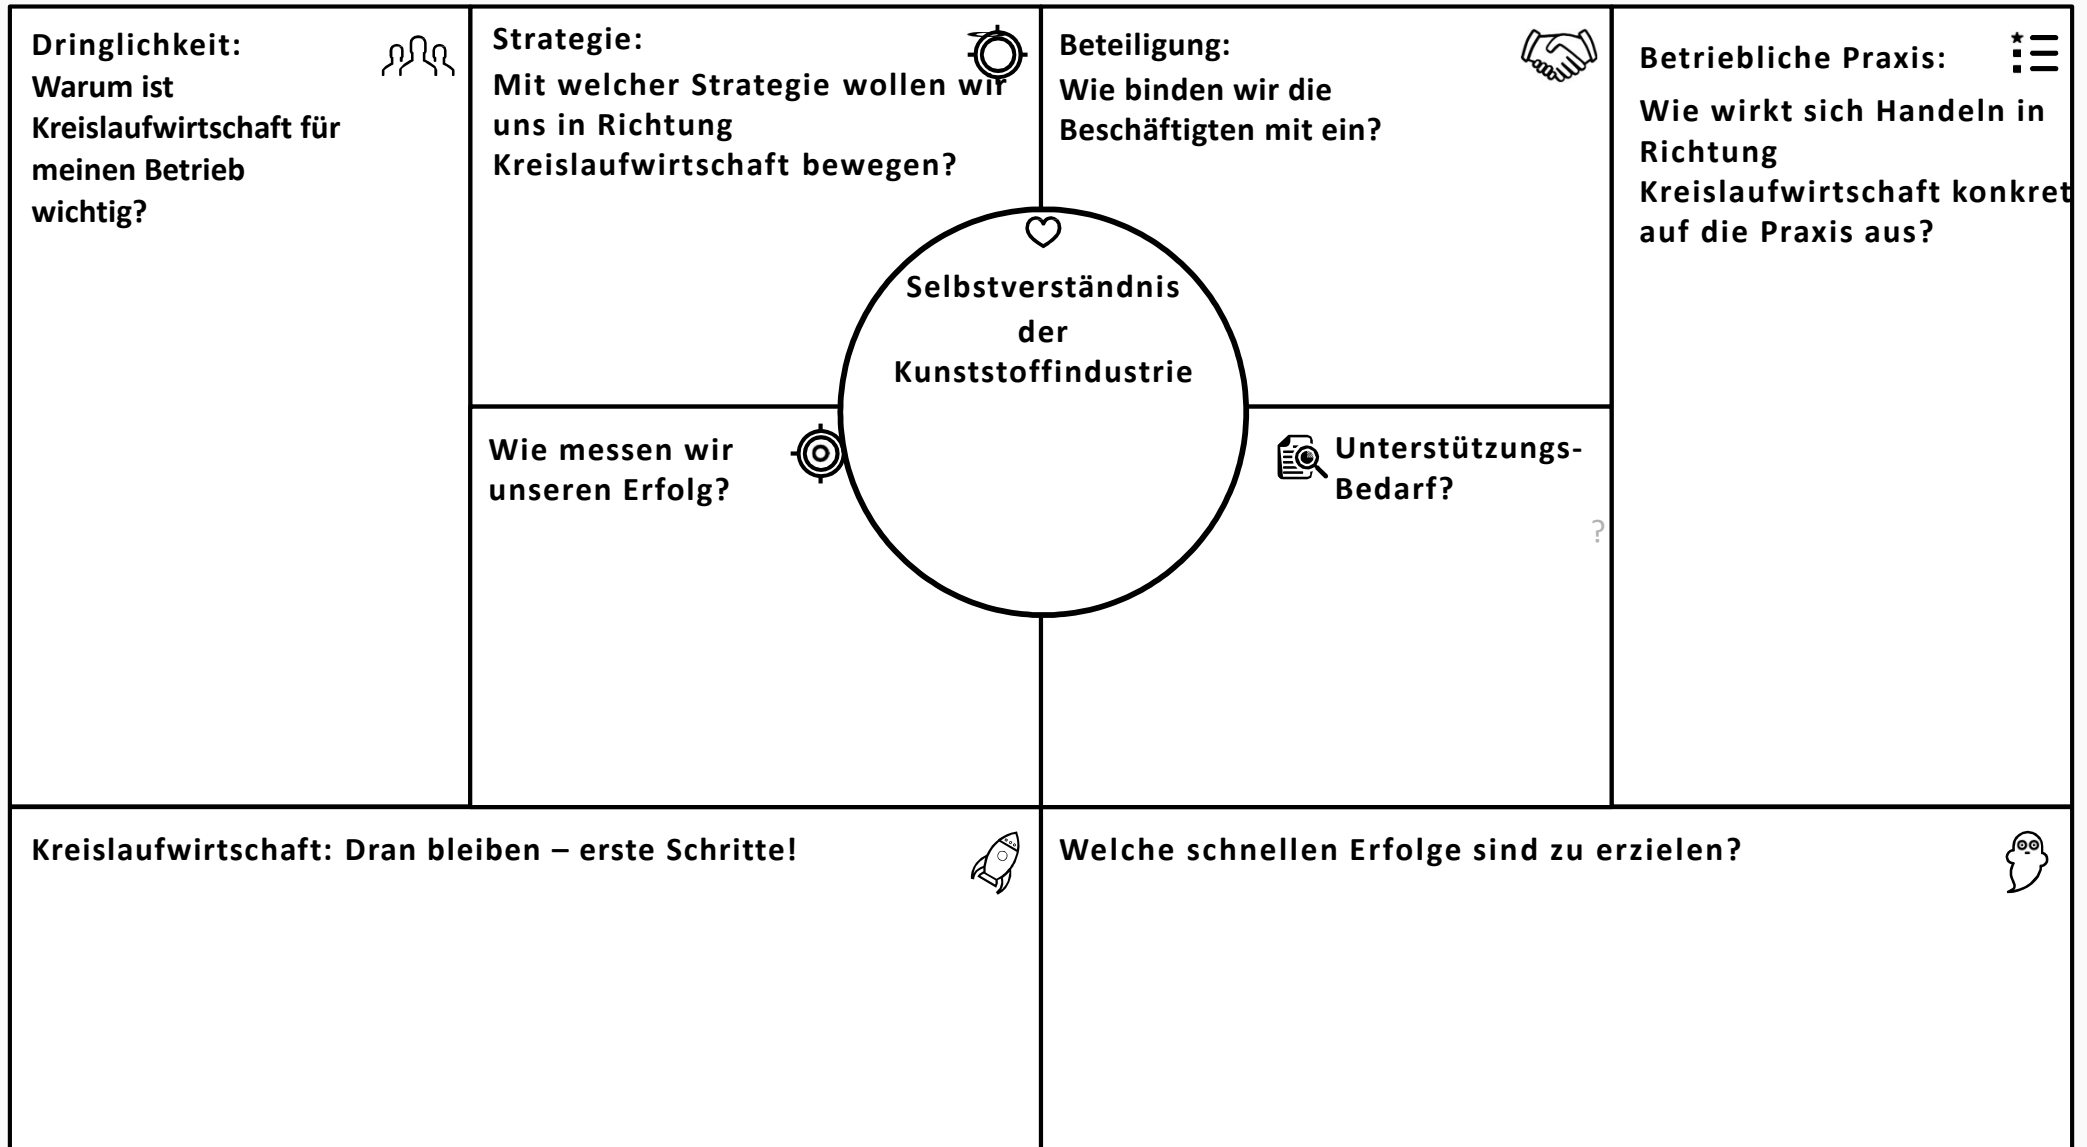 Dringlichkeit:
Warum ist
Kreislaufwirtschaft für
meinen Betrieb
wichtig?
Strategie:
Mit welcher Strategie wollen wir
uns in Richtung
Kreislaufwirtschaft bewegen?
Beteiligung:
Wie binden wir die
Beschäftigten mit ein?
Betriebliche Praxis:
Wie wirkt sich Handeln in
Richtung
Kreislaufwirtschaft konkret
auf die Praxis aus?
Selbstverständnis
der
Kunststoffindustrie
Wie messen wir
unseren Erfolg?
Unterstützungs-
Bedarf?
?
Kreislaufwirtschaft: Dran bleiben – erste Schritte!
Welche schnellen Erfolge sind zu erzielen?